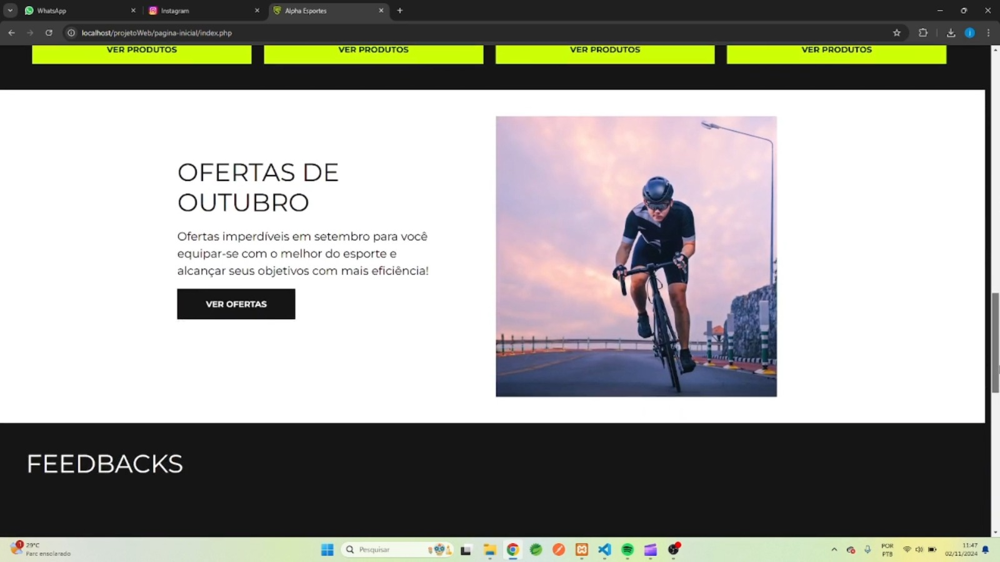 WhatsApp
Instagram
Alpha Esportes
localhost/projetoWeb/pagina-inicial/index.php
VER PRODUTOS
VER PRODUTOS
VER PRODUTOS
VER PRODUTOS
OFERTAS DE
OUTUBRO
Ofertas imperdíveis em setembro para você
equipar-se com o melhor do esporte e
alcançar seus objetivos com mais eficiência!
VER OFERTAS
FEEDBACKS
1
29°C
Parc ensolarado
Pesquisar
POR
PTB
11:47
02/11/2024